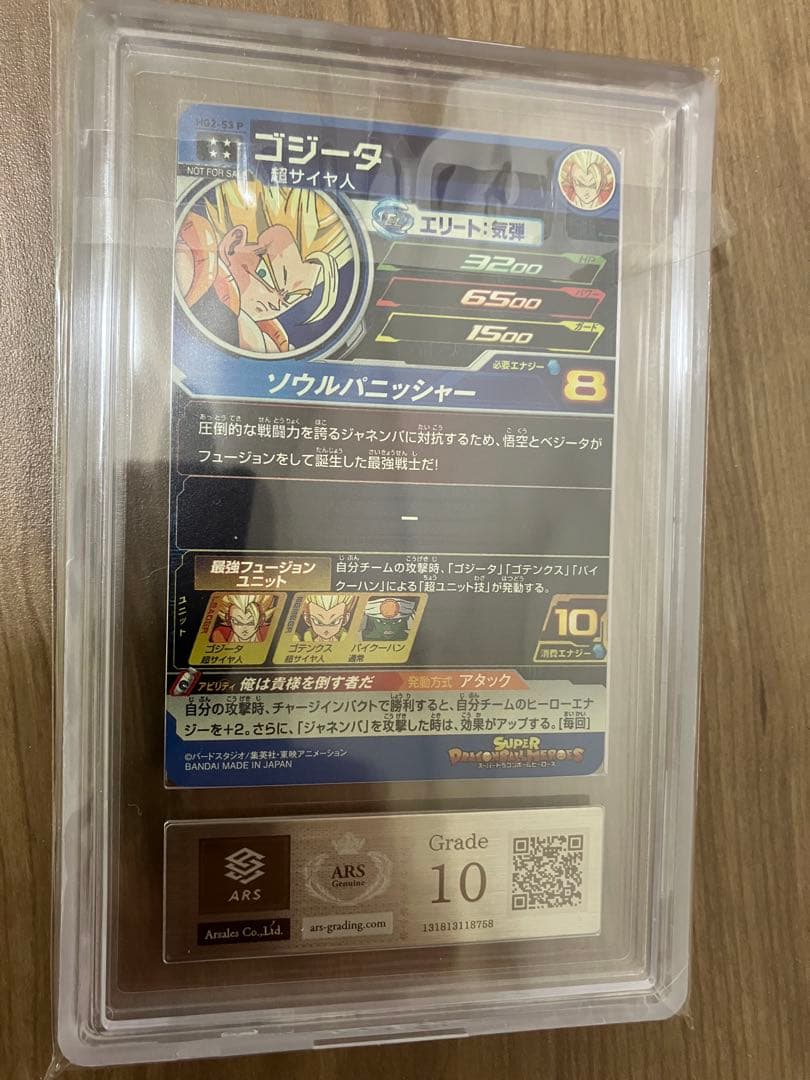 HG2-53 P
NOT FOR SALE
ゴジータ
超サイヤ人
エリート:気弾
3200 HP
6500 パワー
1500 ガード
必要エナジー 8
ソウルパニッシャー
圧倒的な戦闘力を誇るジャネンバに対抗するため、悟空とベジータが
フュージョンをして誕生した最強戦士だ!
ー
ユニット
最強フュージョン
ユニット
自分チームの攻撃時、「ゴジータ」「ゴテンクス」「パイ
クーハン」による「超ユニット技」が発動する。
ゴジータ
超サイヤ人
ゴテンクス
超サイヤ人
パイクーハン
通常
10
消費エナジー
アビリティ 俺は貴様を倒す者だ 発動方式 アタック
自分の攻撃時、チャージインパクトで勝利すると、自分チームのヒーローエナ
ジーを+2。さらに、「ジャネンバ」を攻撃した時は、効果がアップする。[毎回]
©バードスタジオ/集英社・東映アニメーション
BANDAI MADE IN JAPAN
SUPER
DRAGONBALL HEROES
スーパードラゴンボールヒーローズ
ARS
Arsales Co.,Ltd.
ARS
Genuine
ars-grading.com
Grade
10
131813118758